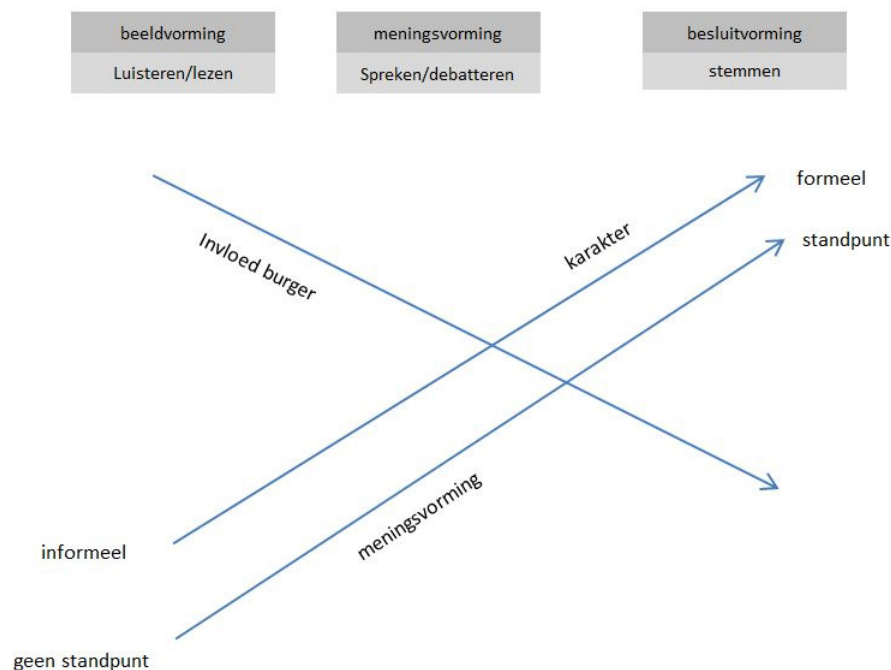 beeldvorming
Luisteren/lezen
meningsvorming
Spreken/debatteren
besluitvorming
stemmen
formeel
standpunt
karakter
Invloed burger
meningsvorming
informeel
geen standpunt